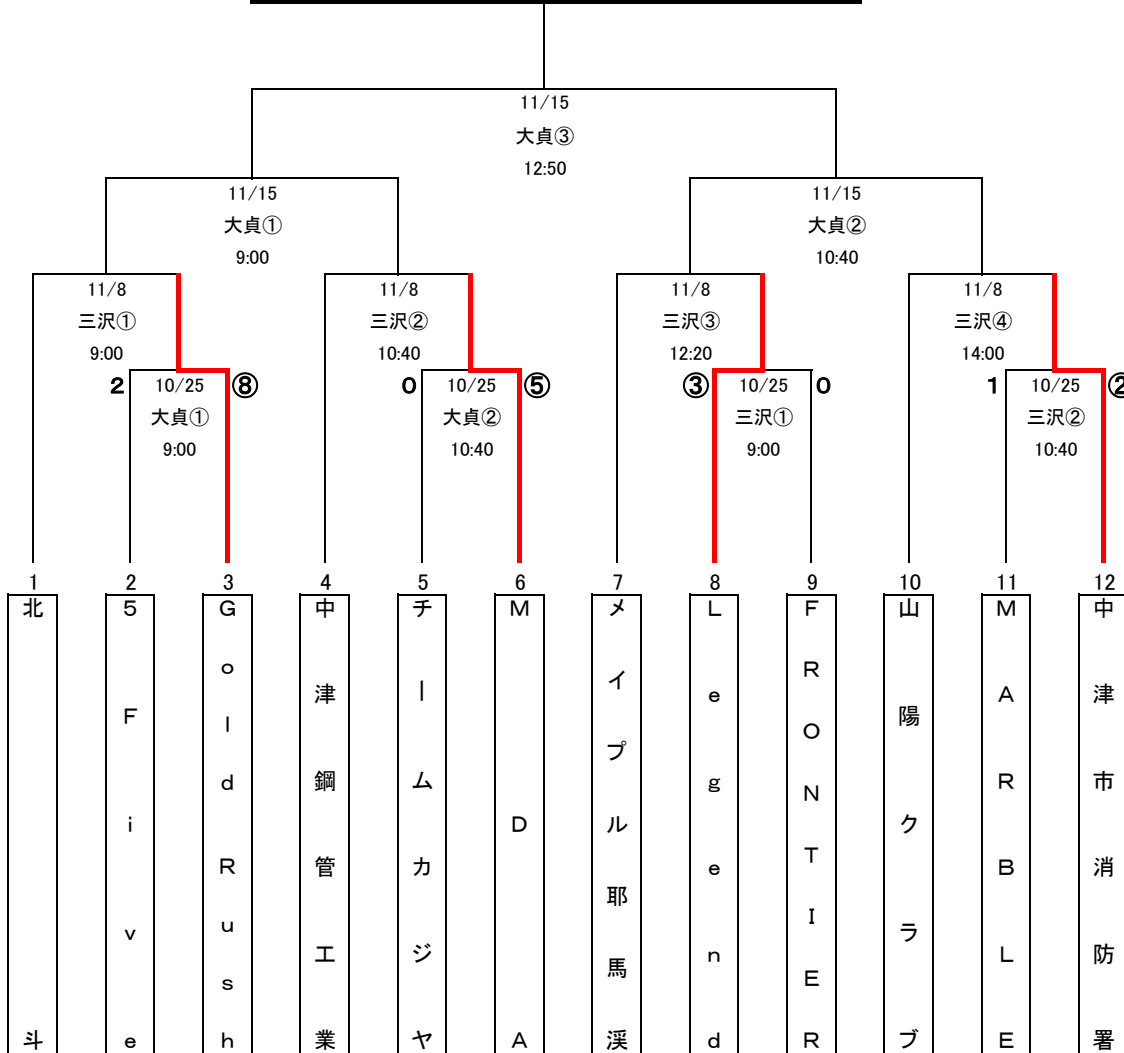 11/15
大貞③
12:50
11/15
大貞①
9:00
11/15
大貞②
10:40
11/8
三沢①
9:00
11/8
三沢②
10:40
11/8
三沢③
12:20
11/8
三沢④
14:00
2
10/25
⑧
大貞①
9:00
0
10/25
⑤
大貞②
10:40
③
10/25
0
三沢①
9:00
1
10/25
②
三沢②
10:40
1
北斗
2
5Five
3
GoldRush
4
中津鋼管工業
5
チームカジヤ
6
MDA
7
メイプル耶馬渓
8
Legend
9
FRONTIER
10
山陽クラブ
11
MARBLE
12
中津市消防署